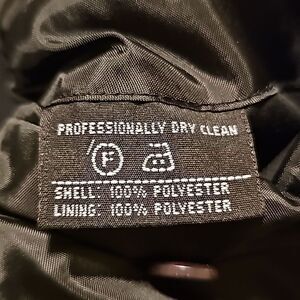 PROFESSIONALLY DRY CLEAN
F
SHELL: 100% POLYESTER
LINING: 100% POLYESTER